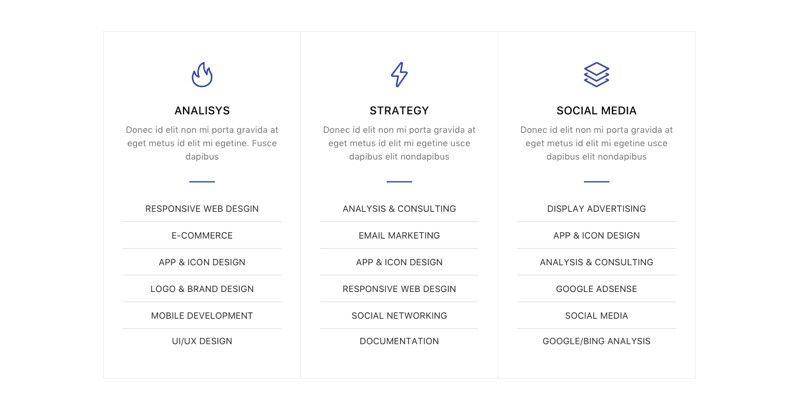 ANALISYS
Donec id elit non mi porta gravida at
eget metus id elit mi egetine. Fusce
dapibus
RESPONSIVE WEB DESGIN
E-COMMERCE
APP & ICON DESIGN
LOGO & BRAND DESIGN
MOBILE DEVELOPMENT
UI/UX DESIGN
STRATEGY
Donec id elit non mi porta gravida at
eget metus id elit mi egetine usce
dapibus elit nondapibus
ANALYSIS & CONSULTING
EMAIL MARKETING
APP & ICON DESIGN
RESPONSIVE WEB DESGIN
SOCIAL NETWORKING
DOCUMENTATION
SOCIAL MEDIA
Donec id elit non mi porta gravida at
eget metus id elit mi egetine usce
dapibus elit nondapibus
DISPLAY ADVERTISING
APP & ICON DESIGN
ANALYSIS & CONSULTING
GOOGLE ADSENSE
SOCIAL MEDIA
GOOGLE/BING ANALYSIS